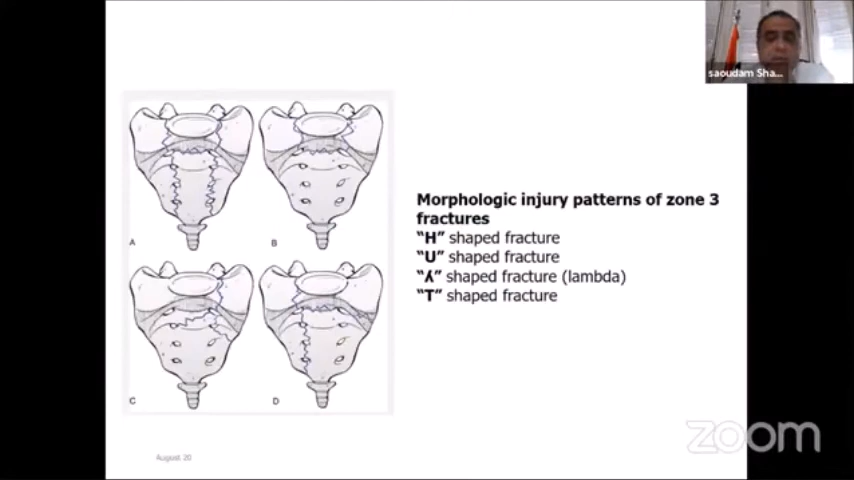 saoudam Sha...
A
B
C
D
Morphologic injury patterns of zone 3
fractures
“H” shaped fracture
“U” shaped fracture
“ʎ” shaped fracture (lambda)
“T” shaped fracture
August 20
zoom